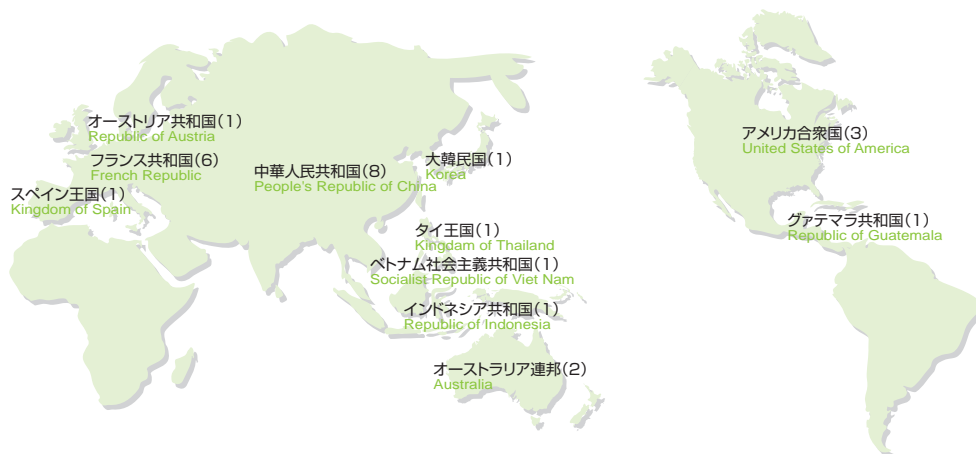 オーストリア共和国(1)
Republic of Austria
フランス共和国(6)
French Republic
スペイン王国(1)
Kingdom of Spain
中華人民共和国(8)
People's Republic of China
大韓民国(1)
Korea
タイ王国(1)
Kingdam of Thailand
ベトナム社会主義共和国(1)
Socialist Republic of Viet Nam
インドネシア共和国(1)
Republic of Indonesia
オーストラリア連邦(2)
Australia
アメリカ合衆国(3)
United States of America
グァテマラ共和国(1)
Republic of Guatemala